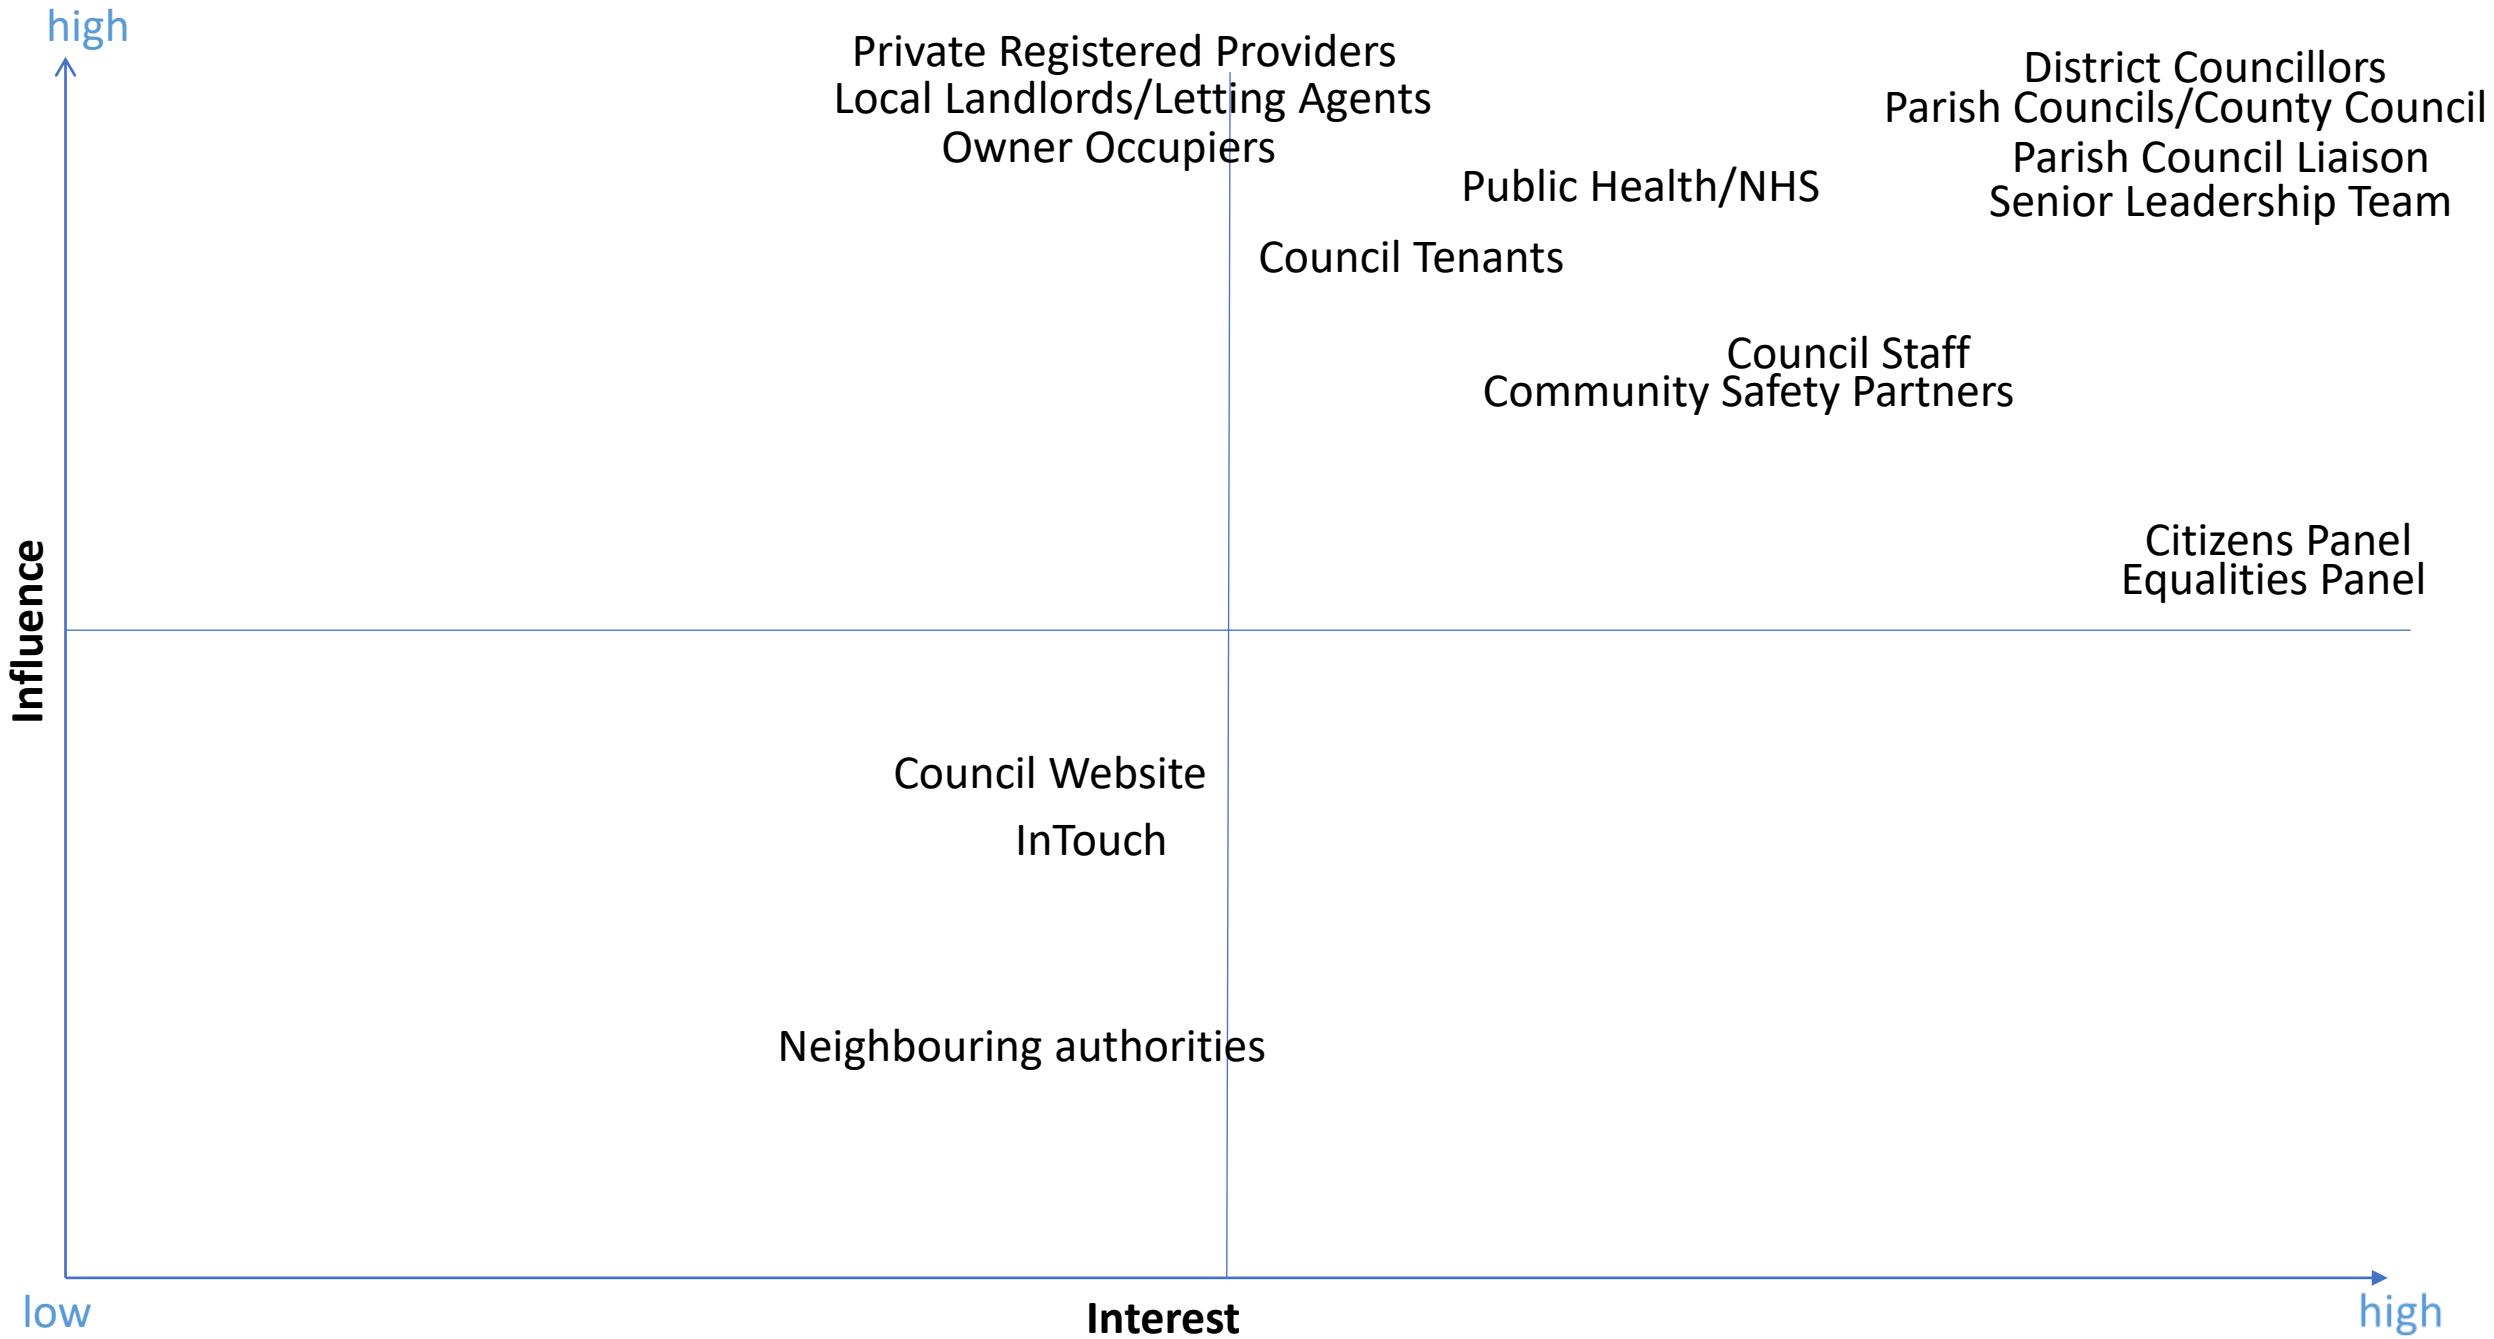 high
Private Registered Providers
Local Landlords/Letting Agents
Owner Occupiers
District Councillors
Parish Councils/County Council
Parish Council Liaison
Senior Leadership Team
Public Health/NHS
Council Tenants
Council Staff
Community Safety Partners
Citizens Panel
Equalities Panel
Influence
Council Website
InTouch
Neighbouring authorities
low
Interest
high